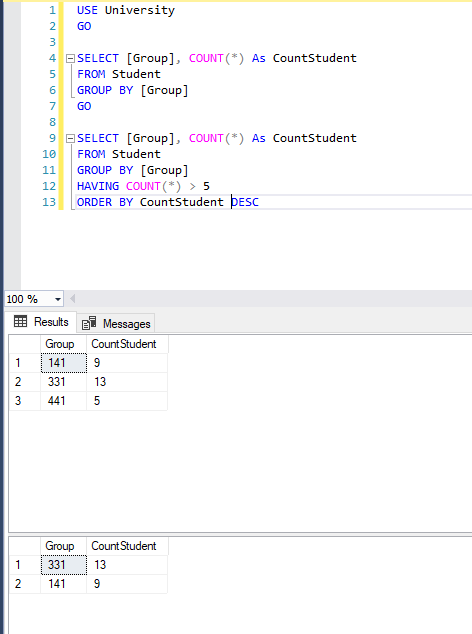 1 USE University
2 GO
3
4 SELECT [Group], COUNT(*) As CountStudent
5 FROM Student
6 GROUP BY [Group]
7 GO
8
9 SELECT [Group], COUNT(*) As CountStudent
10 FROM Student
11 GROUP BY [Group]
12 HAVING COUNT(*) > 5
13 ORDER BY CountStudent DESC
100 %
Results Messages
Group CountStudent
1 141 9
2 331 13
3 441 5
Group CountStudent
1 331 13
2 141 9